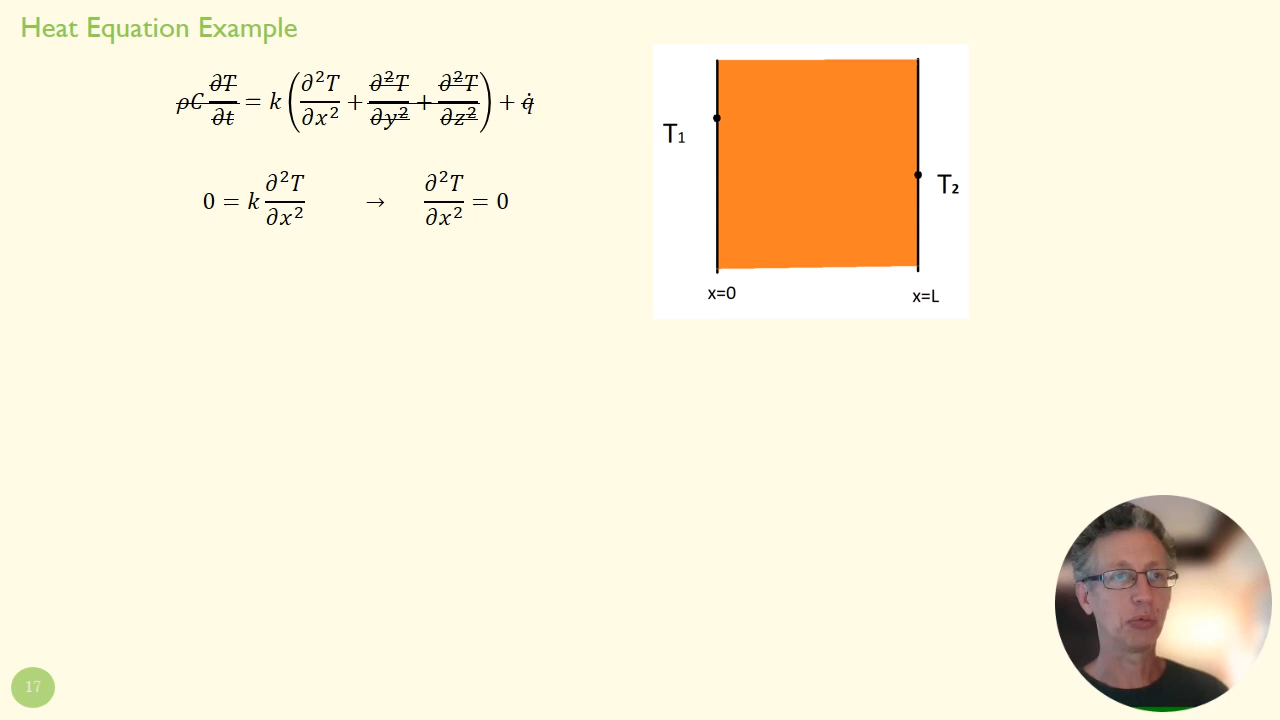 Heat Equation Example
ρC ∂T/∂t = k(∂²T/∂x² + ∂²T/∂y² + ∂²T/∂z²) + q̇
0 = k ∂²T/∂x² → ∂²T/∂x² = 0
T₁
T₂
x=0
x=L
17